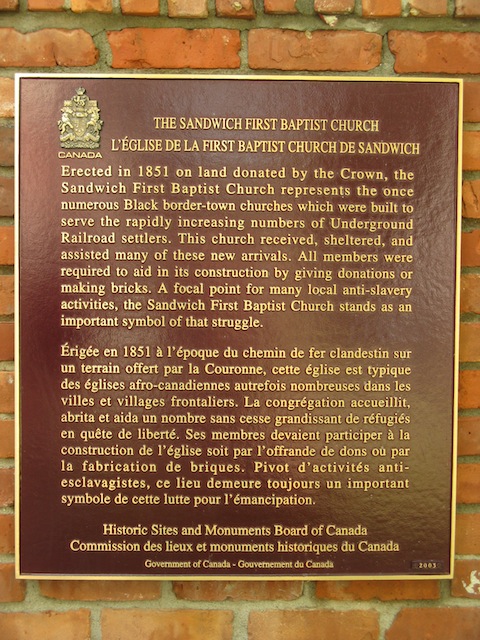 CANADA
THE SANDWICH FIRST BAPTIST CHURCH
L'ÉGLISE DE LA FIRST BAPTIST CHURCH DE SANDWICH
Erected in 1851 on land donated by the Crown, the
Sandwich First Baptist Church represents the once
numerous Black border-town churches which were built to
serve the rapidly increasing numbers of Underground
Railroad settlers. This church received, sheltered, and
assisted many of these new arrivals. All members were
required to aid in its construction by giving donations or
making bricks. A focal point for many local anti-slavery
activities, the Sandwich First Baptist Church stands as an
important symbol of that struggle.
Érigée en 1851 à l'époque du chemin de fer clandestin sur
un terrain offert par la Couronne, cette église est typique
des églises afro-canadiennes autrefois nombreuses dans les
villes et villages frontaliers. La congrégation accueillit,
abrita et aida un nombre sans cesse grandissant de réfugiés
en quête de liberté. Ses membres devaient participer à la
construction de l'église soit par l'offrande de dons où par
la fabrication de briques. Pivot d'activités anti-
esclavagistes, ce lieu demeure toujours un important
symbole de cette lutte pour l'émancipation.
Historic Sites and Monuments Board of Canada
Commission des lieux et monuments historiques du Canada
Government of Canada - Gouvernement du Canada
2003